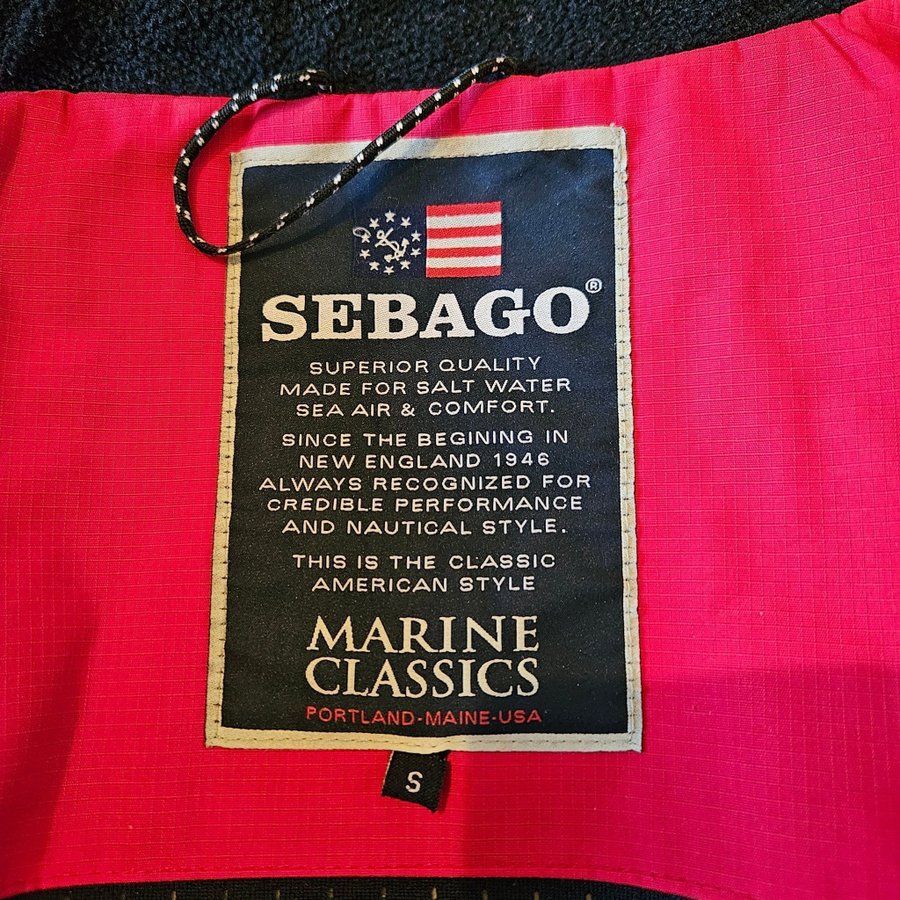 SEBAGO®
SUPERIOR QUALITY
MADE FOR SALT WATER
SEA AIR & COMFORT.
SINCE THE BEGINING IN
NEW ENGLAND 1946
ALWAYS RECOGNIZED FOR
CREDIBLE PERFORMANCE
AND NAUTICAL STYLE.
THIS IS THE CLASSIC
AMERICAN STYLE
MARINE
CLASSICS
PORTLAND-MAINE-USA
S